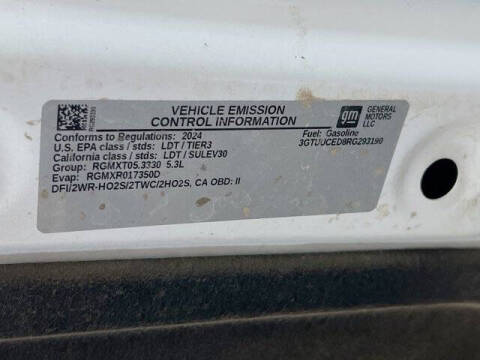 VEHICLE EMISSION
CONTROL INFORMATION
gm
GENERAL
MOTORS
LLC
Conforms to Regulations: 2024
Fuel: Gasoline
U.S. EPA class / stds: LDT / TIER3
3GTUUCED8RG293190
California class / stds: LDT / SULEV30
Group: RGMXT05.3330 5.3L
Evap: RGMXR017350D
DFI/2WR-HO2S/2TWC/2HO2S, CA OBD: II